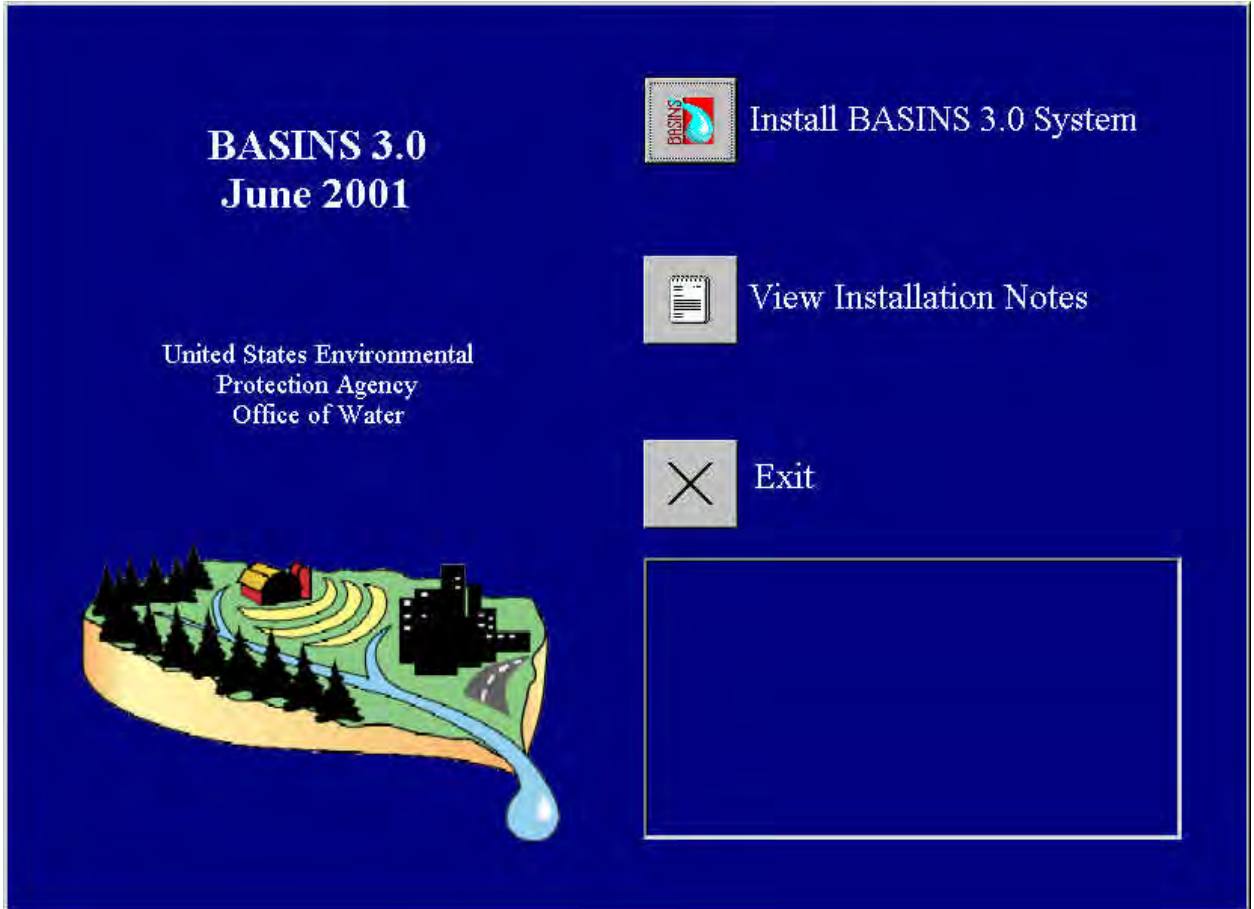 BASINS 3.0
June 2001
United States Environmental
Protection Agency
Office of Water
BASINS
Install BASINS 3.0 System
View Installation Notes
Exit